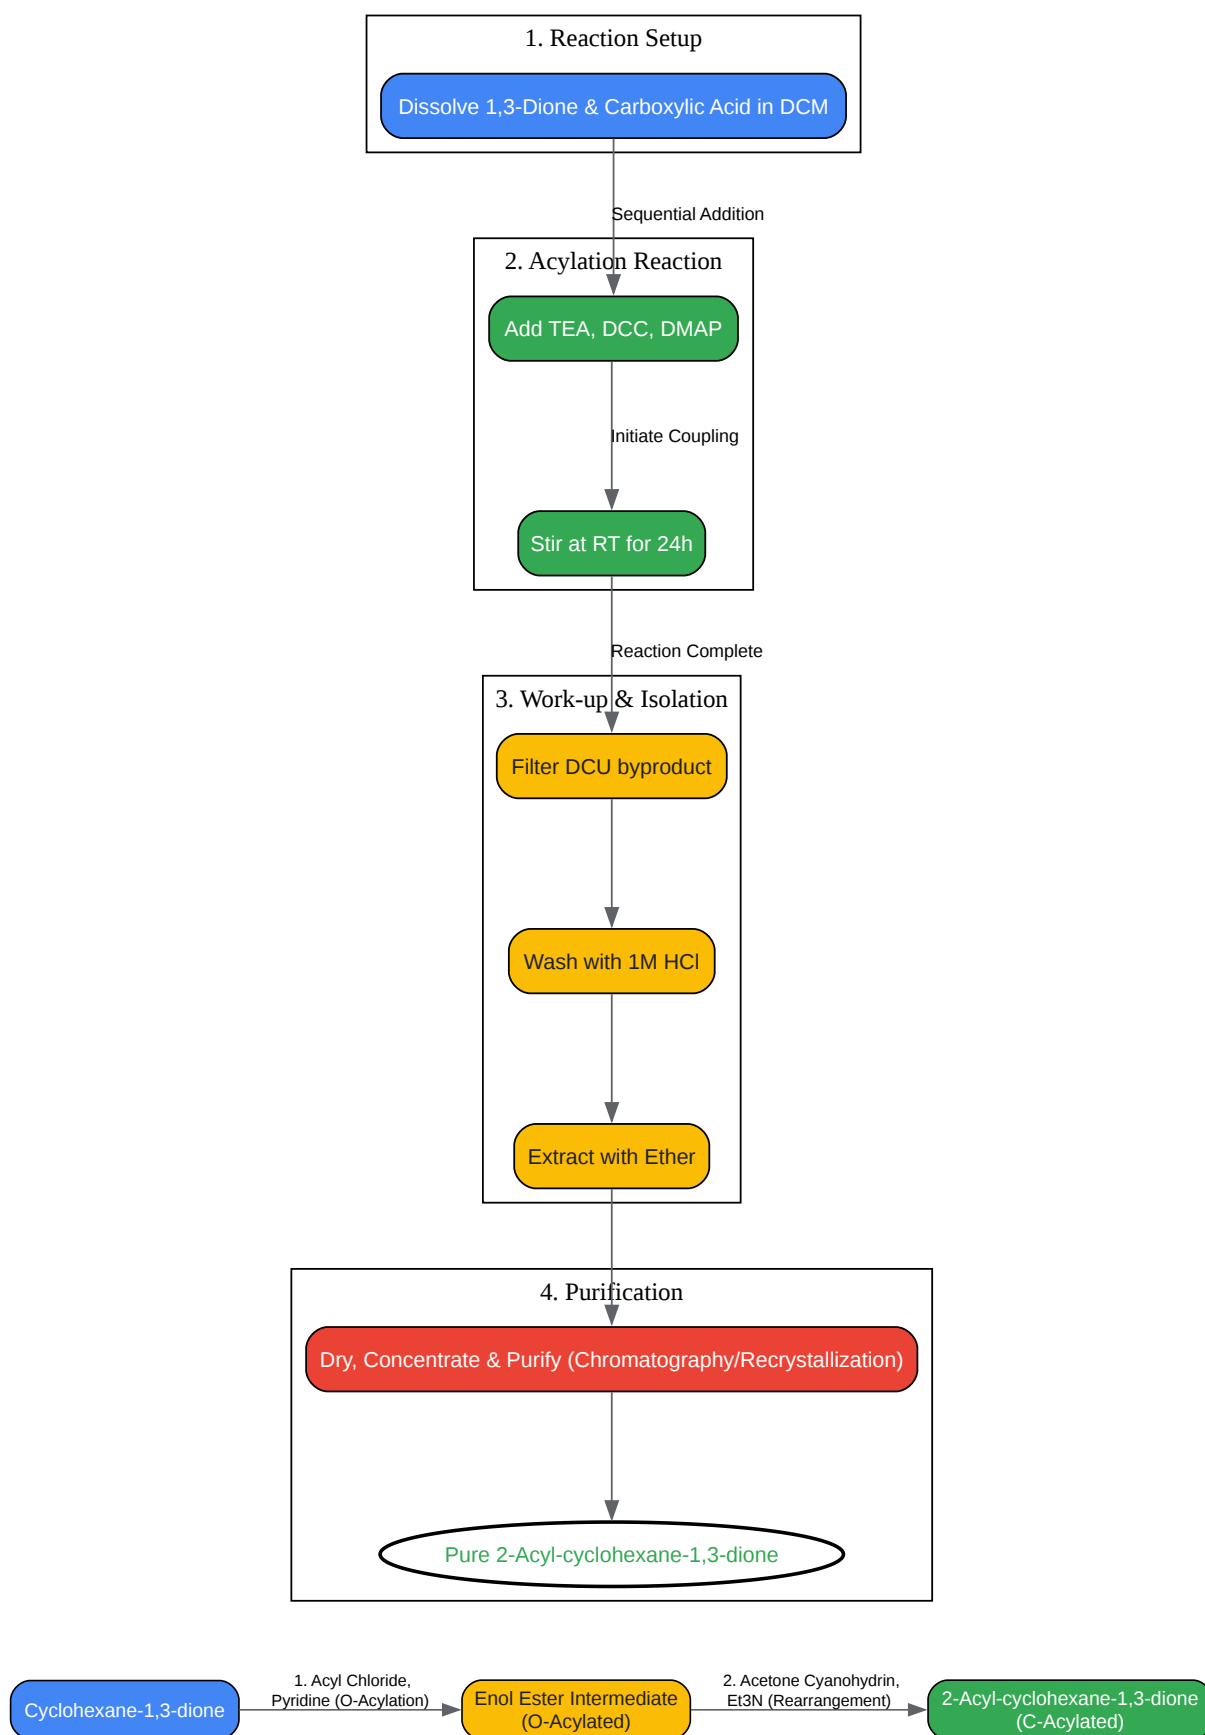 1. Reaction Setup
Dissolve 1,3-Dione & Carboxylic Acid in DCM
Sequential Addition
2. Acylation Reaction
Add TEA, DCC, DMAP
Initiate Coupling
Stir at RT for 24h
Reaction Complete
3. Work-up & Isolation
Filter DCU byproduct
Wash with 1M HCl
Extract with Ether
4. Purification
Dry, Concentrate & Purify (Chromatography/Recrystallization)
Pure 2-Acyl-cyclohexane-1,3-dione
Cyclohexane-1,3-dione
1. Acyl Chloride,
Pyridine (O-Acylation)
Enol Ester Intermediate
(O-Acylated)
2. Acetone Cyanohydrin,
Et3N (Rearrangement)
2-Acyl-cyclohexane-1,3-dione
(C-Acylated)